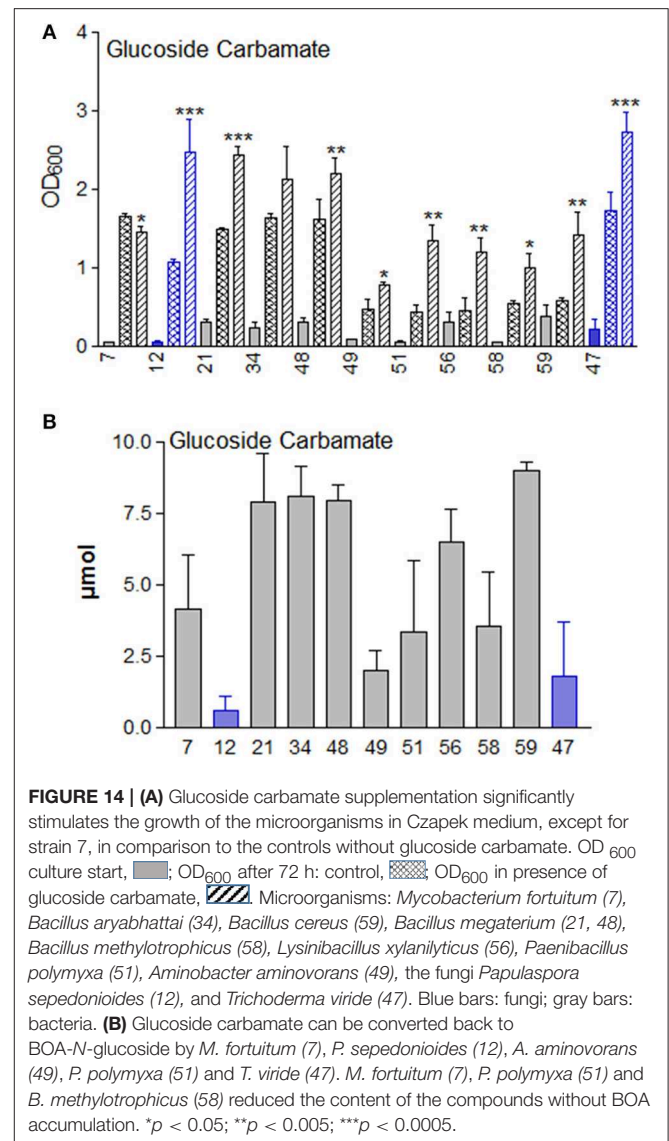 A
Glucoside Carbamate
4
3
2
1
0
OD600
*
***
***
**
*
**
**
*
**
***
7
12
21
34
48
49
51
56
58
59
47
B
Glucoside Carbamate
10.0
7.5
5.0
2.5
0.0
µmol
7 12 21 34 48 49 51 56 58 59 47
FIGURE 14 | (A) Glucoside carbamate supplementation significantly
stimulates the growth of the microorganisms in Czapek medium, except for
strain 7, in comparison to the controls without glucoside carbamate. OD 600
culture start, ; OD600 after 72 h: control, ; OD600 in presence of
glucoside carbamate, . Microorganisms: Mycobacterium fortuitum (7),
Bacillus aryabhattai (34), Bacillus cereus (59), Bacillus megaterium (21, 48),
Bacillus methylotrophicus (58), Lysinibacillus xylanilyticus (56), Paenibacillus
polymyxa (51), Aminobacter aminovorans (49), the fungi Papulaspora
sepedonioides (12), and Trichoderma viride (47). Blue bars: fungi; gray bars:
bacteria. (B) Glucoside carbamate can be converted back to
BOA-N-glucoside by M. fortuitum (7), P. sepedonioides (12), A. aminovorans
(49), P. polymyxa (51) and T. viride (47). M. fortuitum (7), P. polymyxa (51) and
B. methylotrophicus (58) reduced the content of the compounds without BOA
accumulation. *p < 0.05; **p < 0.005; ***p < 0.0005.